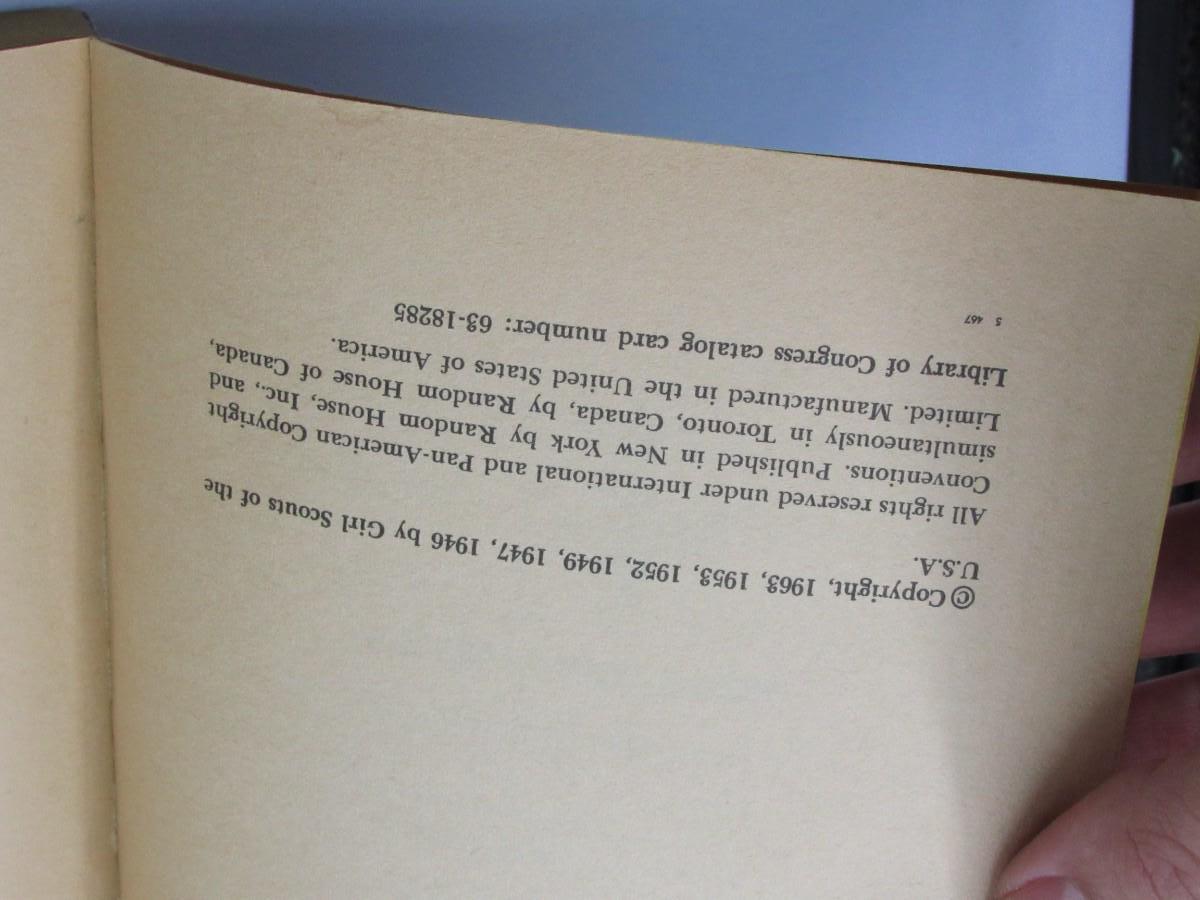 © Copyright, 1963, 1953, 1952, 1949, 1947, 1946 by Girl Scouts of the
U.S.A.
All rights reserved under International and Pan-American Copyright
Conventions. Published in New York by Random House, Inc., and
simultaneously in Toronto, Canada, by Random House of Canada,
Limited. Manufactured in the United States of America.
Library of Congress catalog card number: 63-18285
5 467